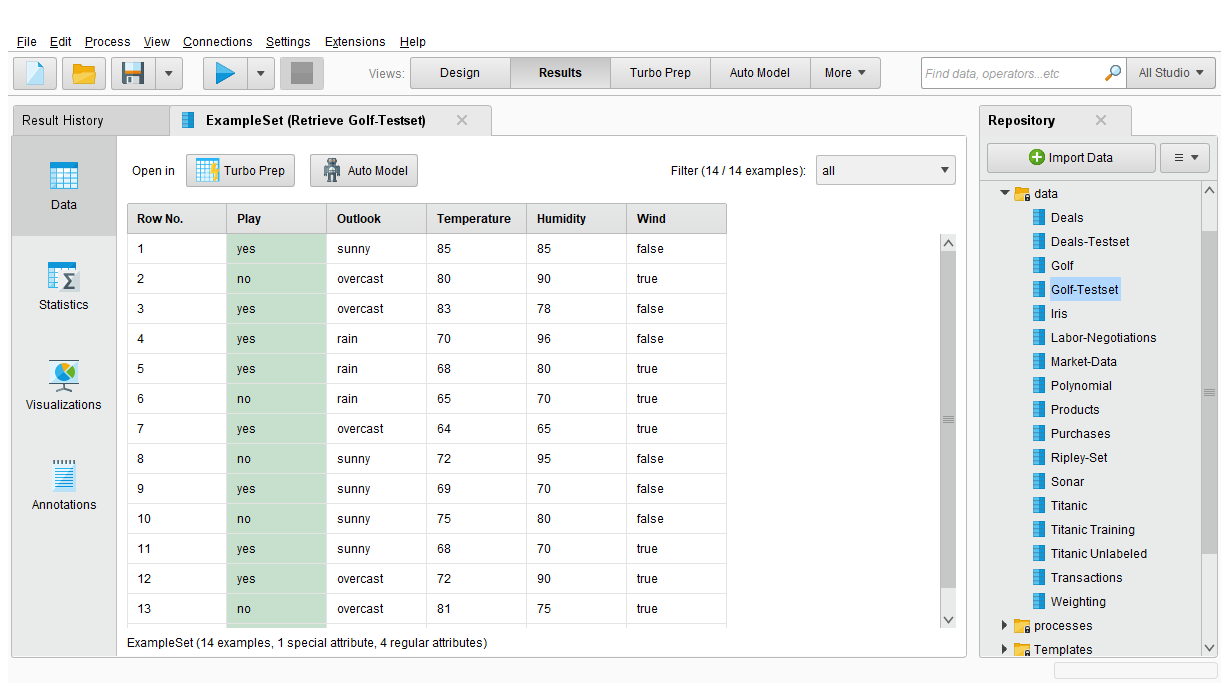 File Edit Process View Connections Settings Extensions Help
Views: Design Results Turbo Prep Auto Model More Find data, operators...etc All Studio
Result History ExampleSet (Retrieve Golf-Testset)
Data
Statistics
Visualizations
Annotations
Open in Turbo Prep Auto Model Filter (14 / 14 examples): all
Row No. Play Outlook Temperature Humidity Wind
1 yes sunny 85 85 false
2 no overcast 80 90 true
3 yes overcast 83 78 false
4 yes rain 70 96 false
5 yes rain 68 80 true
6 no rain 65 70 true
7 yes overcast 64 65 true
8 no sunny 72 95 false
9 yes sunny 69 70 false
10 no sunny 75 80 false
11 yes sunny 68 70 true
12 yes overcast 72 90 true
13 no overcast 81 75 true
ExampleSet (14 examples, 1 special attribute, 4 regular attributes)
Repository
Import Data
data
Deals
Deals-Testset
Golf
Golf-Testset
Iris
Labor-Negotiations
Market-Data
Polynomial
Products
Purchases
Ripley-Set
Sonar
Titanic
Titanic Training
Titanic Unlabeled
Transactions
Weighting
processes
Templates